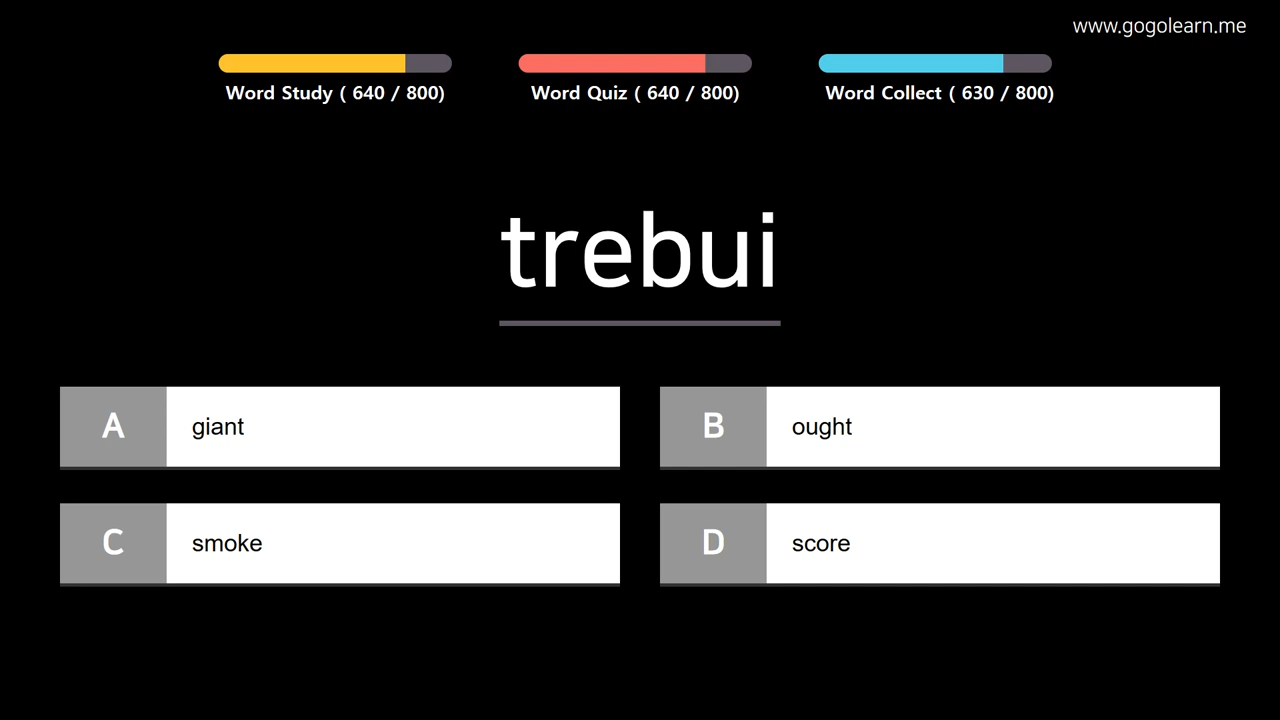 www.gogolearn.me
Word Study ( 640 / 800)
Word Quiz ( 640 / 800)
Word Collect ( 630 / 800)
trebui
A giant
B ought
C smoke
D score